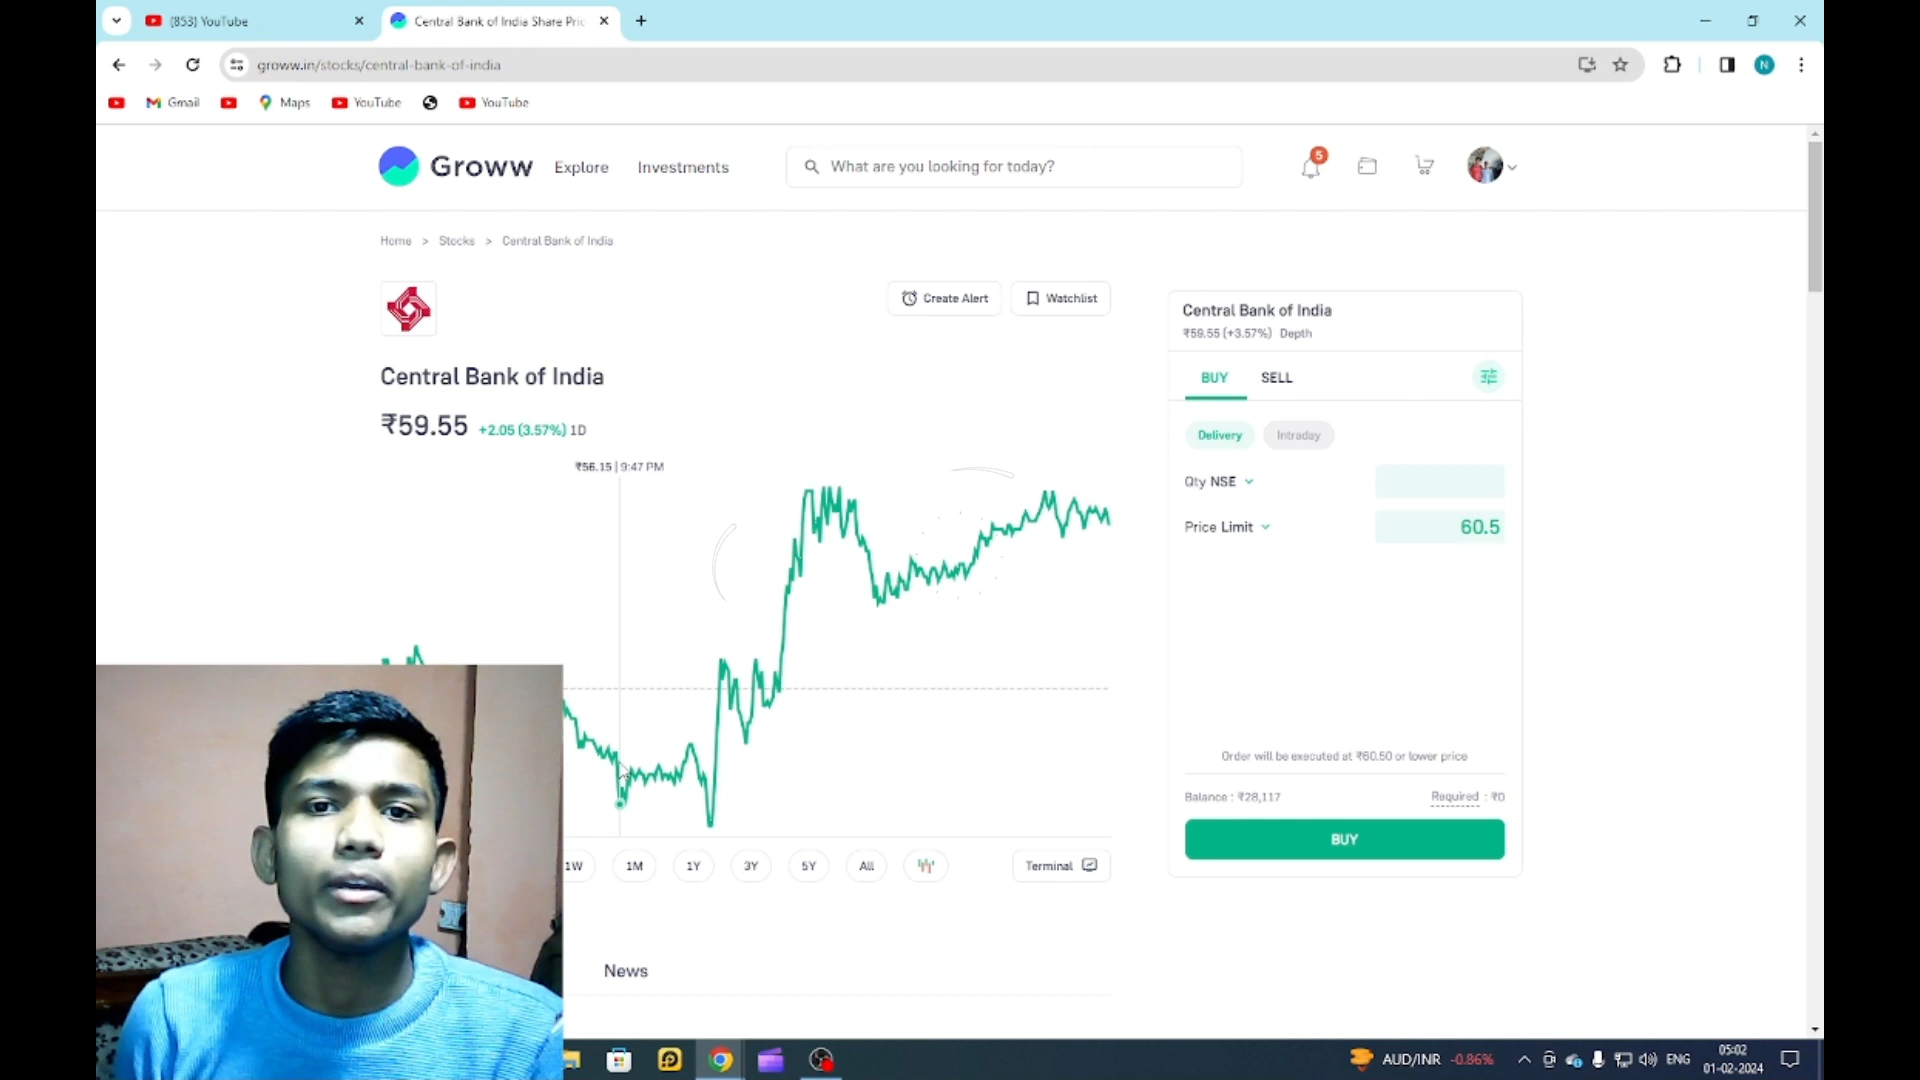 (853) YouTube
Central Bank of India Share Pric
groww.in/stocks/central-bank-of-india
N
Gmail
Maps
YouTube
YouTube
Groww
Explore
Investments
What are you looking for today?
5
Home > Stocks > Central Bank of India
Create Alert
Watchlist
Central Bank of India
₹59.55 +2.05 (3.57%) 1D
₹56.15 | 9:47 PM
1W
1M
1Y
3Y
5Y
All
Terminal
News
Central Bank of India
₹59.55 (+3.57%) Depth
BUY
SELL
Delivery
Intraday
Qty NSE
Price Limit
60.5
Order will be executed at ₹60.50 or lower price
Balance : ₹28,117
Required : ₹0
BUY
AUD/INR -0.86%
ENG
05:02
01-02-2024